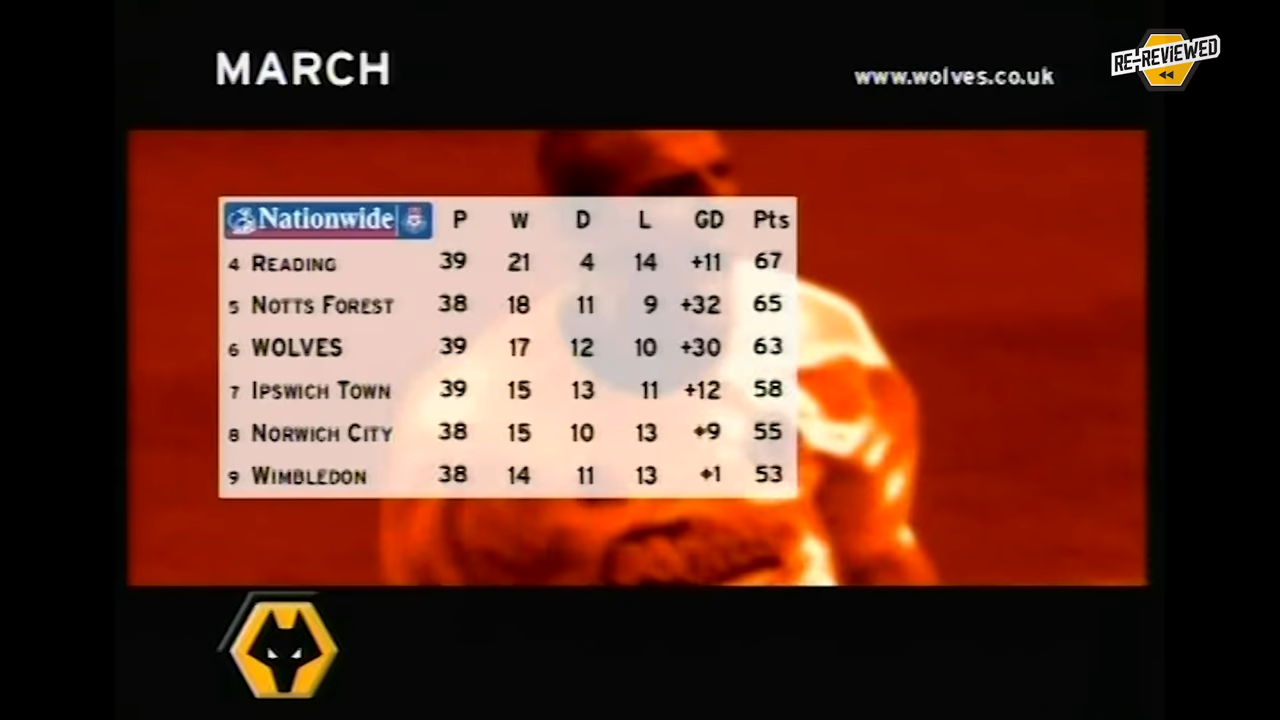 MARCH
www.wolves.co.uk
RE-REVIEWED
Nationwide P W D L GD Pts
4 READING 39 21 4 14 +11 67
5 NOTTS FOREST 38 18 11 9 +32 65
6 WOLVES 39 17 12 10 +30 63
7 IPSWICH TOWN 39 15 13 11 +12 58
8 NORWICH CITY 38 15 10 13 +9 55
9 WIMBLEDON 38 14 11 13 +1 53